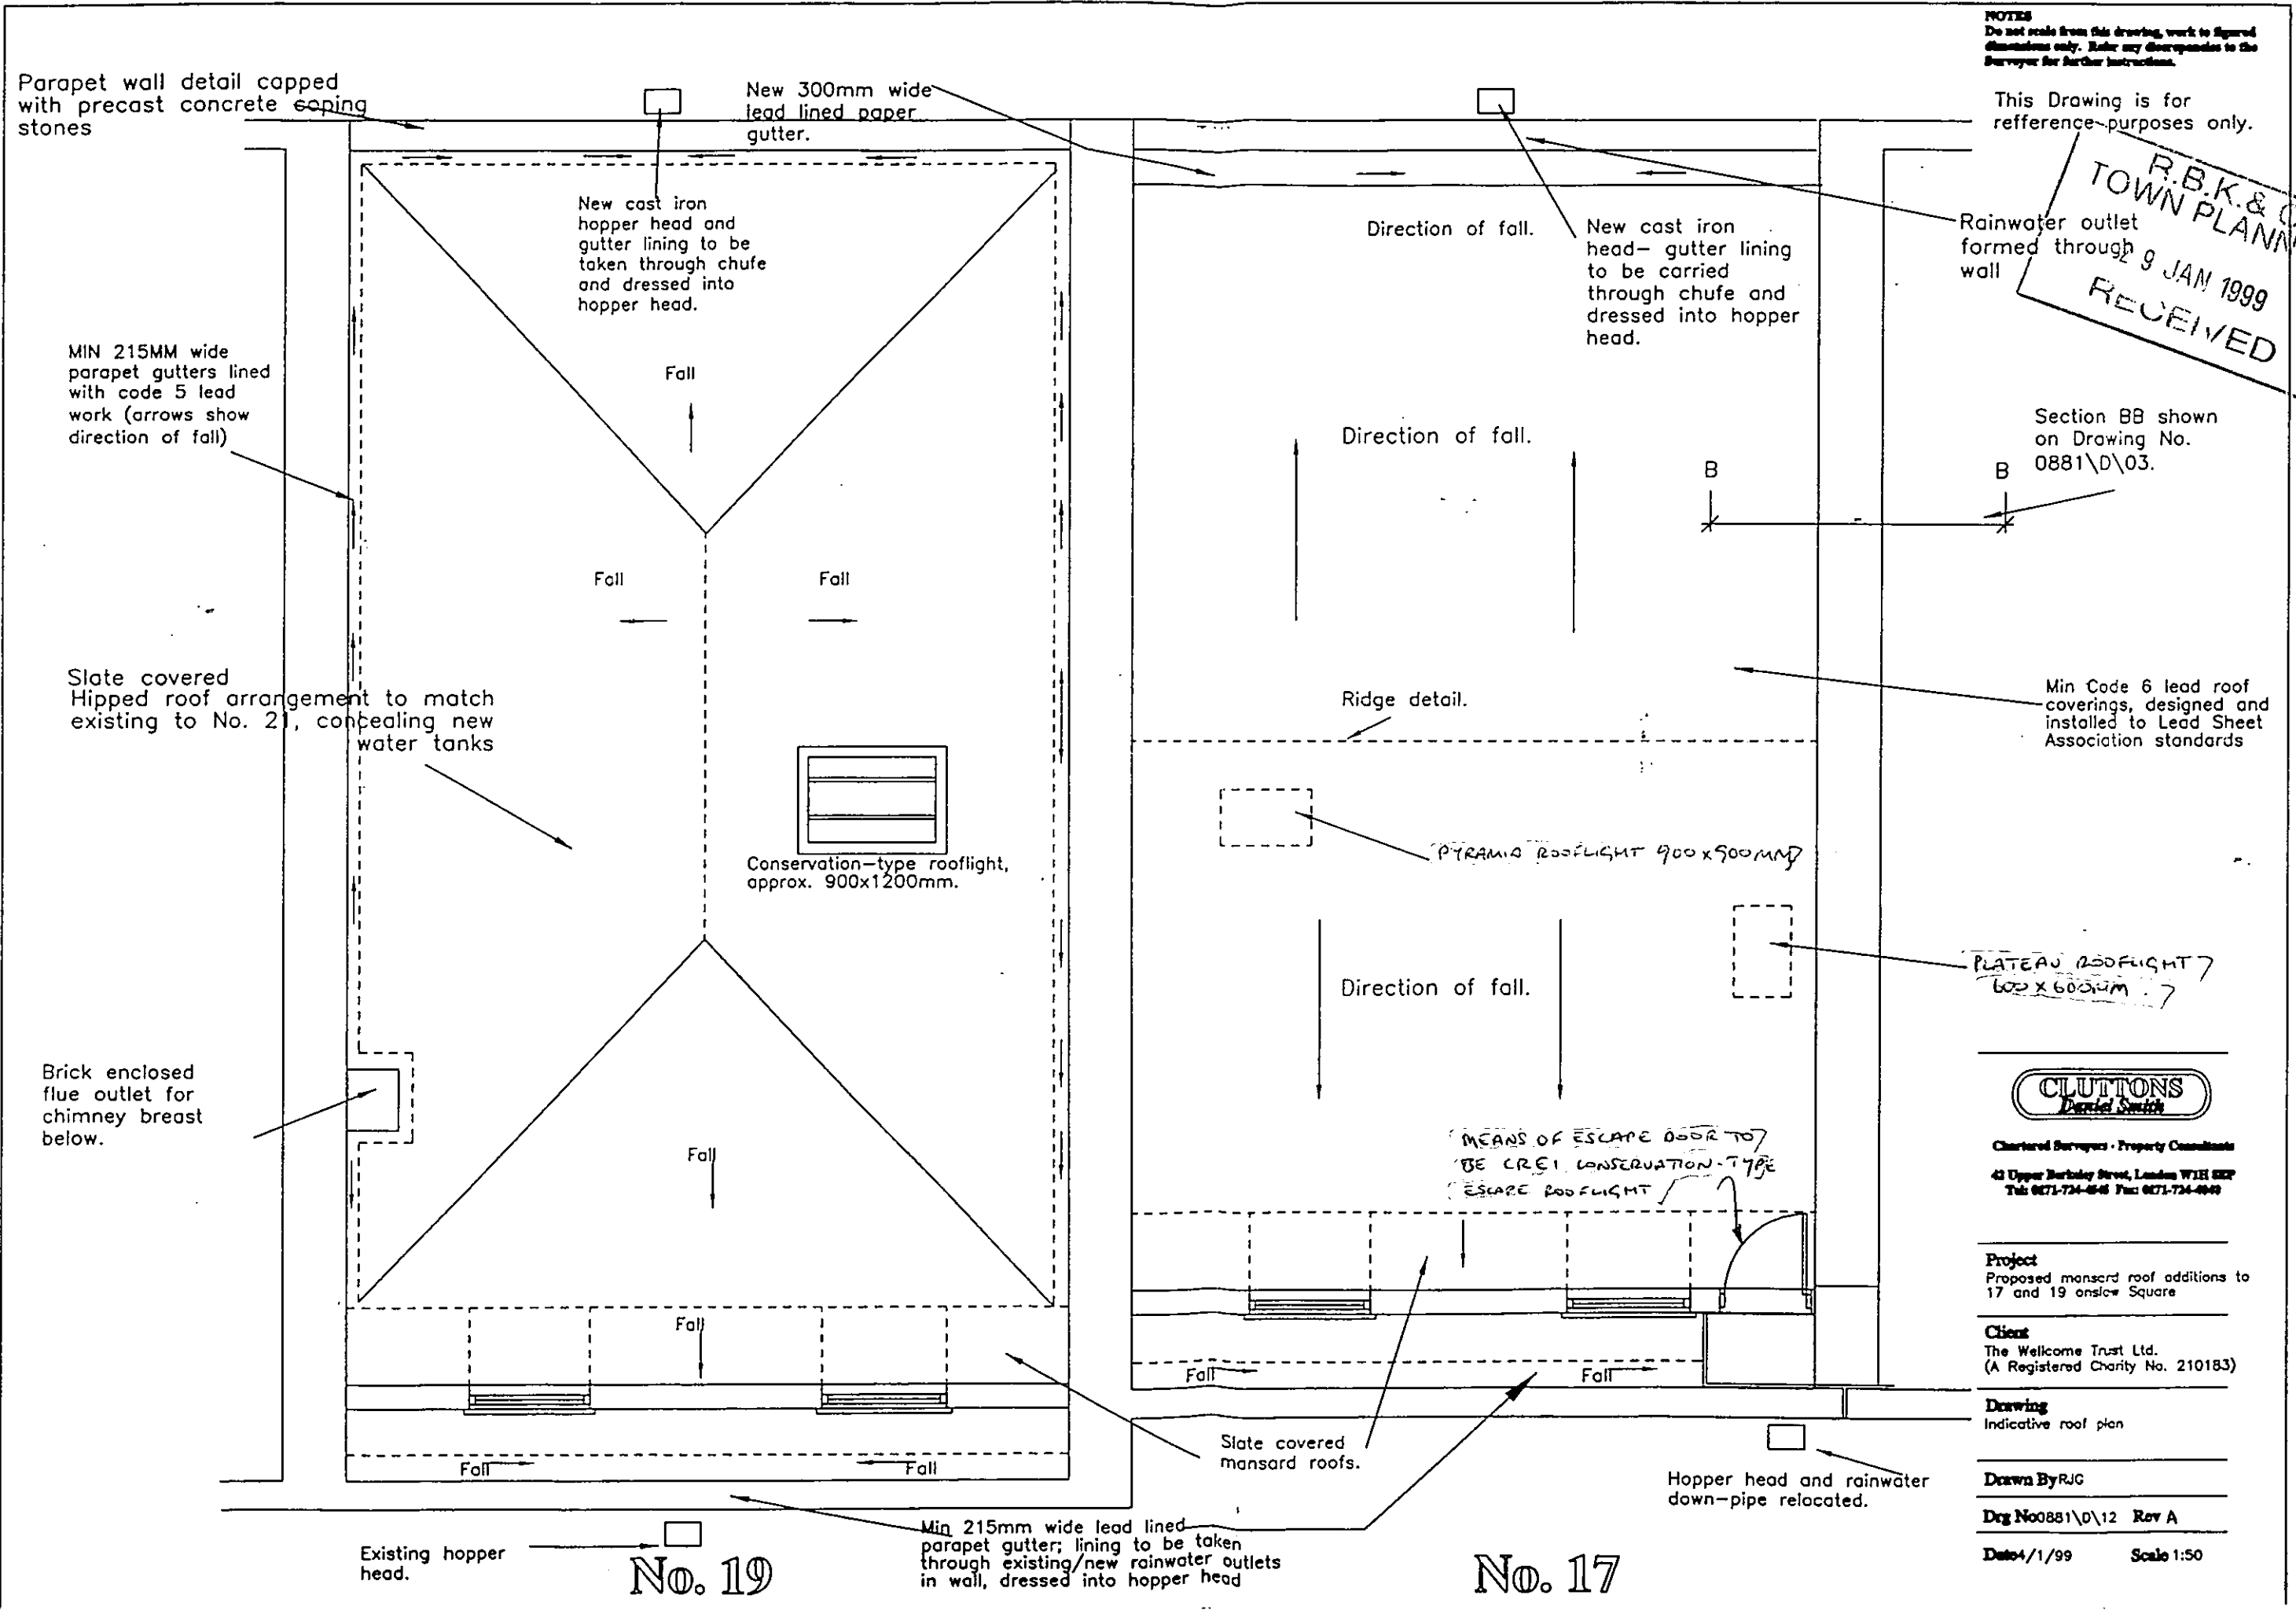 NOTES
Do not scale from this drawing, work to figured
dimensions only. Refer any discrepancies to the
Surveyor for further instructions.
This Drawing is for
refference purposes only.
R.B.K. &
TOWN PLANN
2 9 JAN 1999
RECEIVED
Parapet wall detail capped
with precast concrete coping
stones
New 300mm wide
lead lined paper
gutter.
New cast iron
hopper head and
gutter lining to be
taken through chufe
and dressed into
hopper head.
Direction of fall.
New cast iron
head- gutter lining
to be carried
through chufe and
dressed into hopper
head.
Rainwater outlet
formed through
wall
MIN 215MM wide
parapet gutters lined
with code 5 lead
work (arrows show
direction of fall)
Fall
Direction of fall.
Section BB shown
on Drawing No.
0881\D\03.
B
B
Fall
Fall
Slate covered
Hipped roof arrangement to match
existing to No. 21, concealing new
water tanks
Ridge detail.
Min Code 6 lead roof
coverings, designed and
installed to Lead Sheet
Association standards
Conservation-type rooflight,
approx. 900x1200mm.
PYRAMID ROOFLIGHT 900x900MM
PLATEAU ROOFLIGHT
600 x 600MM
Direction of fall.
Brick enclosed
flue outlet for
chimney breast
below.
Fall
MEANS OF ESCAPE DOOR TO
BE CRE1 CONSERVATION-TYPE
ESCAPE ROOFLIGHT
Fall
Fall
Fall
Fall
Fall
Slate covered
mansard roofs.
Hopper head and rainwater
down-pipe relocated.
Existing hopper
head.
Min 215mm wide lead lined
parapet gutter; lining to be taken
through existing/new rainwater outlets
in wall, dressed into hopper head
No. 19
No. 17
CLUTTONS
Daniel Smith
Chartered Surveyors · Property Consultants
42 Upper Berkeley Street, London W1H
Project
Proposed mansard roof additions to
17 and 19 onslow Square
Client
The Wellcome Trust Ltd.
(A Registered Charity No. 210183)
Drawing
Indicative roof plan
Drawn By RJG
Drg No 0881\D\12 Rev A
Date 4/1/99 Scale 1:50